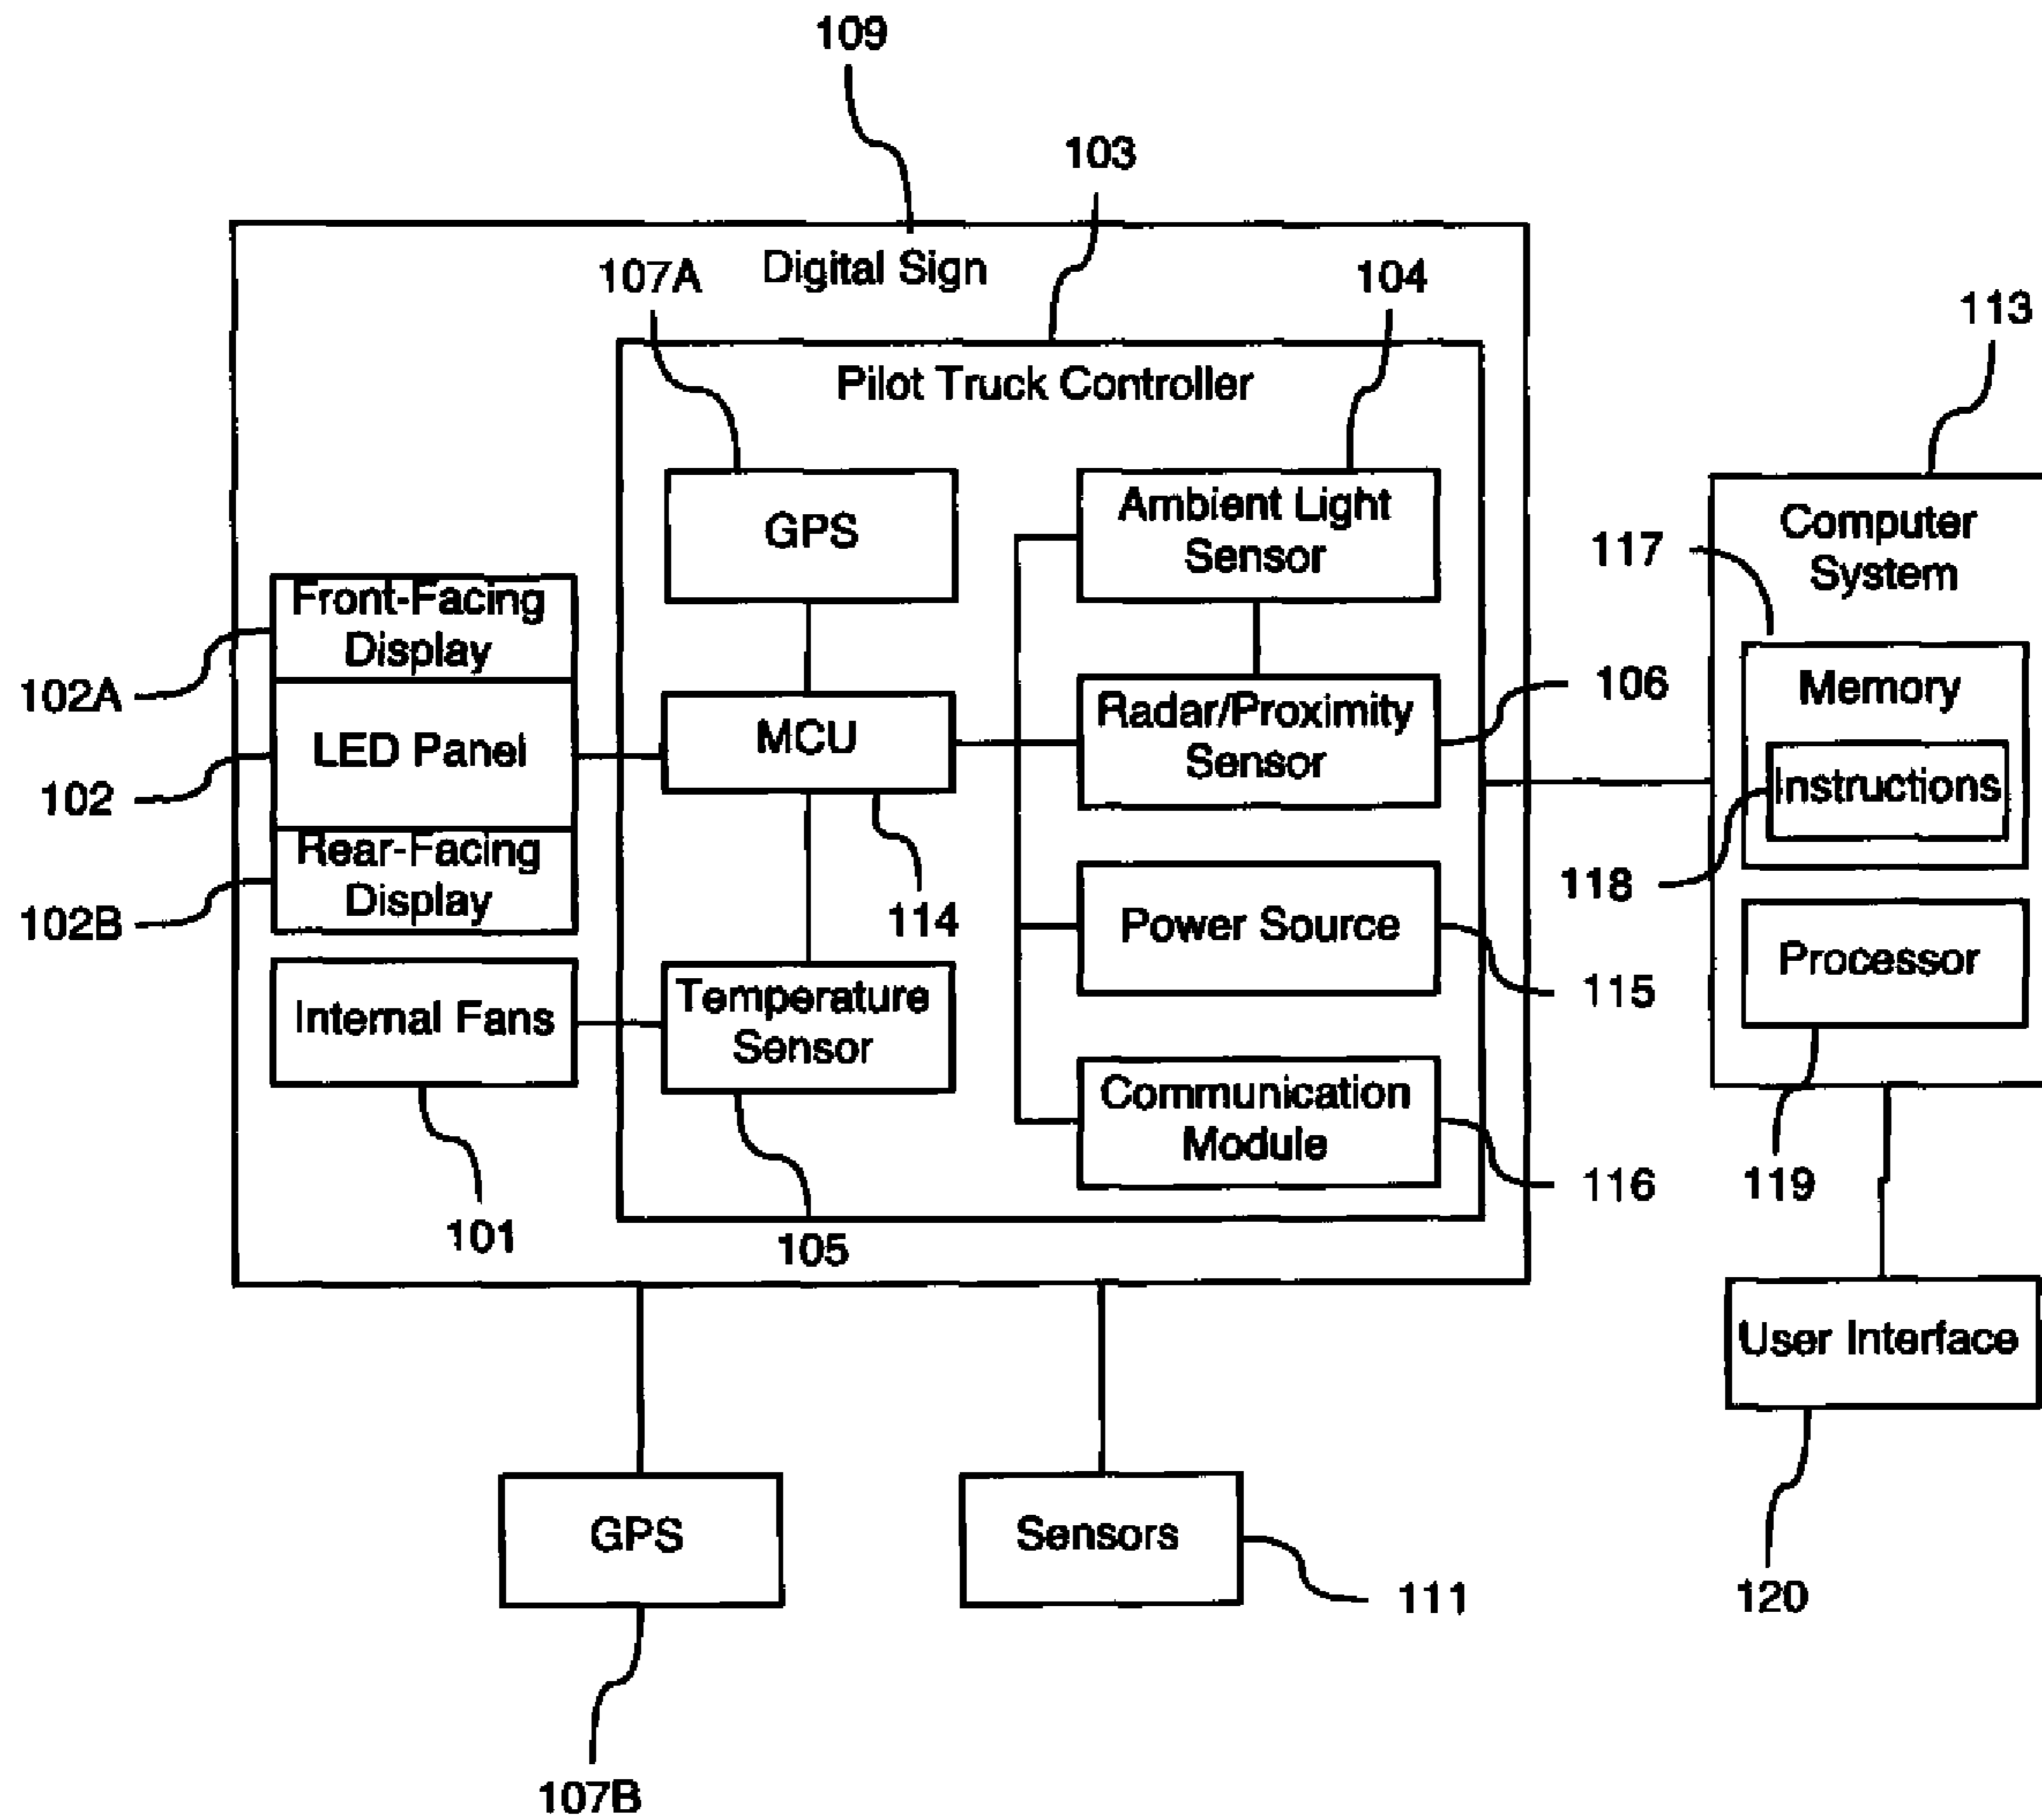 109
103
Digital Sign
107A
104
113
Pilot Truck Controller
GPS
Ambient Light
Sensor
Computer
System
117
Front-Facing
Display
102A
LED Panel
102
Rear-Facing
Display
102B
MCU
114
Radar/Proximity
Sensor
106
Memory
Instructions
118
Power Source
115
Processor
119
Internal Fans
101
Temperature
Sensor
105
Communication
Module
116
User Interface
120
GPS
107B
Sensors
111